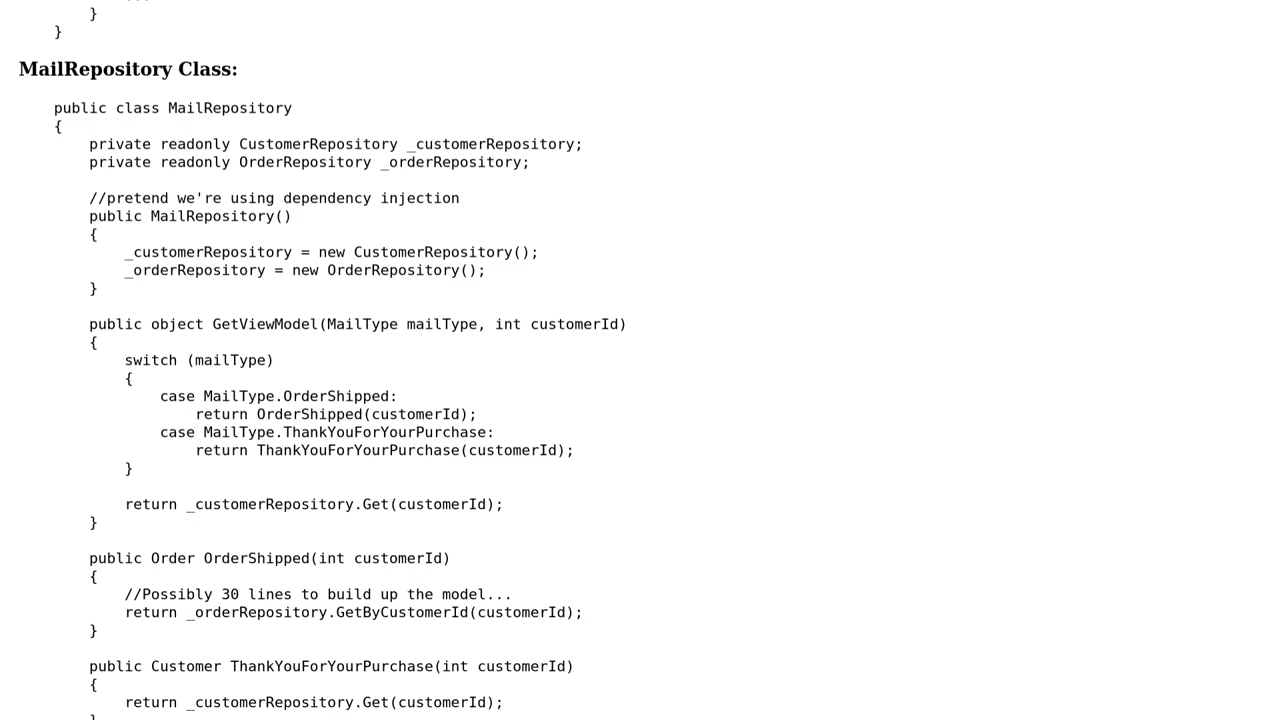 }
}
MailRepository Class:
public class MailRepository
{
private readonly CustomerRepository _customerRepository;
private readonly OrderRepository _orderRepository;
//pretend we're using dependency injection
public MailRepository()
{
_customerRepository = new CustomerRepository();
_orderRepository = new OrderRepository();
}
public object GetViewModel(MailType mailType, int customerId)
{
switch (mailType)
{
case MailType.OrderShipped:
return OrderShipped(customerId);
case MailType.ThankYouForYourPurchase:
return ThankYouForYourPurchase(customerId);
}
return _customerRepository.Get(customerId);
}
public Order OrderShipped(int customerId)
{
//Possibly 30 lines to build up the model...
return _orderRepository.GetByCustomerId(customerId);
}
public Customer ThankYouForYourPurchase(int customerId)
{
return _customerRepository.Get(customerId);
}